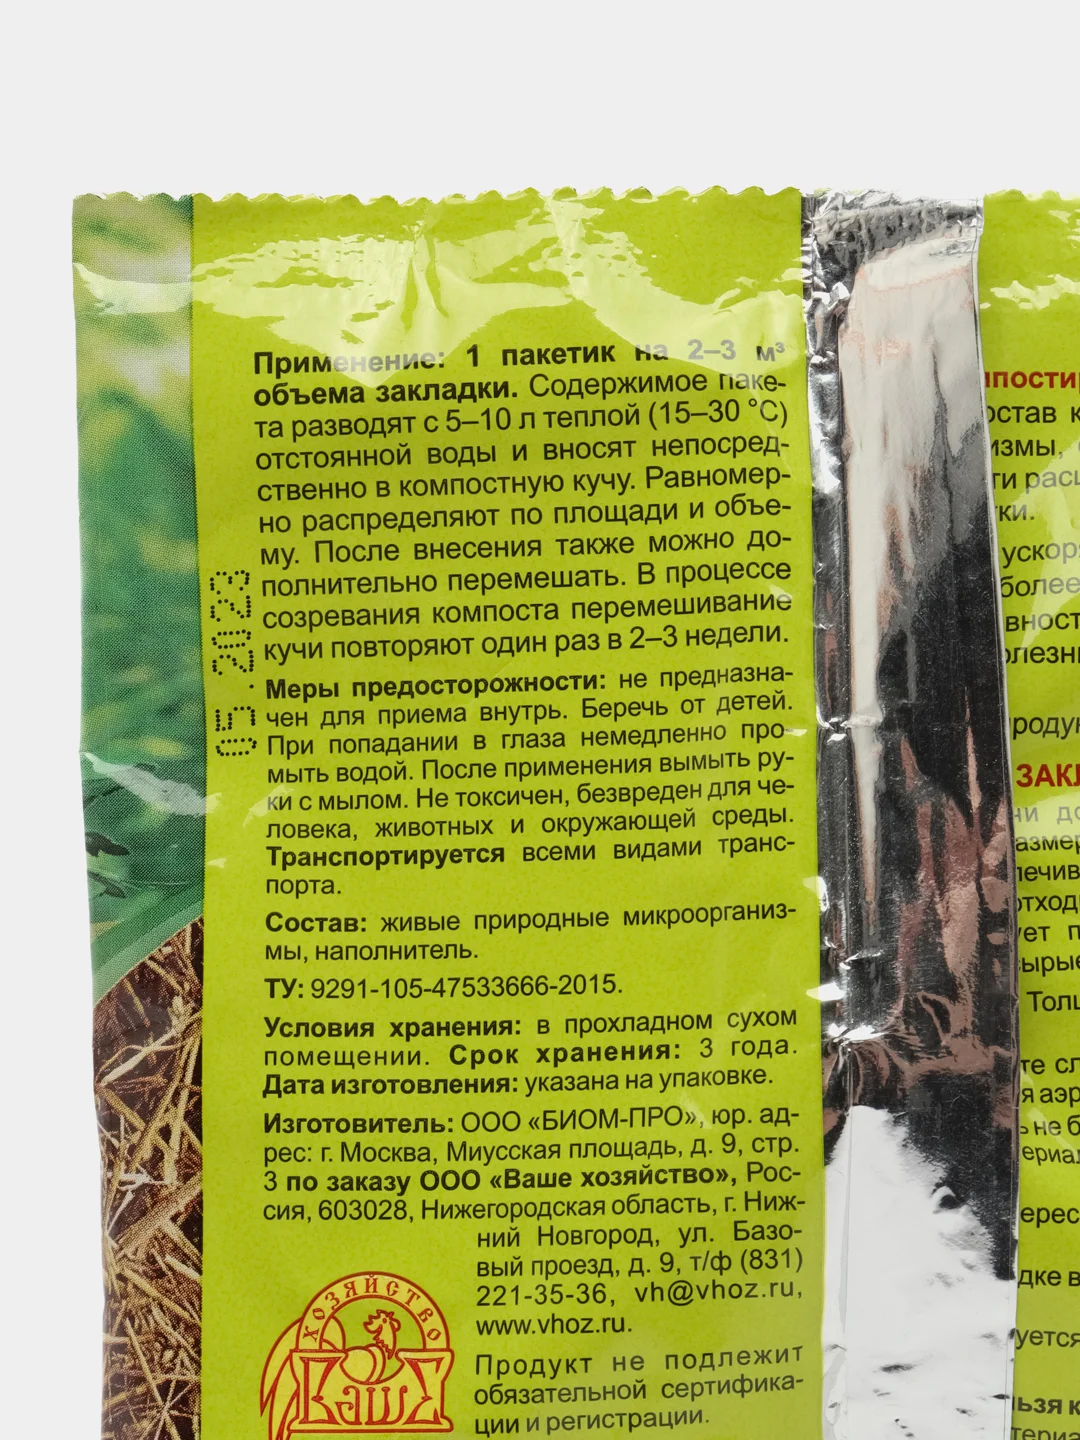 Применение: 1 пакетик на 2–3 м³
объема закладки. Содержимое паке-
та разводят с 5–10 л теплой (15–30 °С)
отстоянной воды и вносят непосред-
ственно в компостную кучу. Равномер-
но распределяют по площади и объе-
му. После внесения также можно до-
полнительно перемешать. В процессе
созревания компоста перемешивание
кучи повторяют один раз в 2–3 недели.
05.2023
Меры предосторожности: не предназна-
чен для приема внутрь. Беречь от детей.
При попадании в глаза немедленно про-
мыть водой. После применения вымыть ру-
ки с мылом. Не токсичен, безвреден для че-
ловека, животных и окружающей среды.
Транспортируется всеми видами транс-
порта.
Состав: живые природные микроорганиз-
мы, наполнитель.
ТУ: 9291-105-47533666-2015.
Условия хранения: в прохладном сухом
помещении. Срок хранения: 3 года.
Дата изготовления: указана на упаковке.
Изготовитель: ООО «БИОМ-ПРО», юр. ад-
рес: г. Москва, Миусская площадь, д. 9, стр.
3 по заказу ООО «Ваше хозяйство», Рос-
сия, 603028, Нижегородская область, г. Ниж-
ний Новгород, ул. Базо-
вый проезд, д. 9, т/ф (831)
221-35-36, vh@vhoz.ru,
www.vhoz.ru.
Продукт не подлежит
обязательной сертифика-
ции и регистрации.
ХОЗЯЙСТВО
ВАШЕ